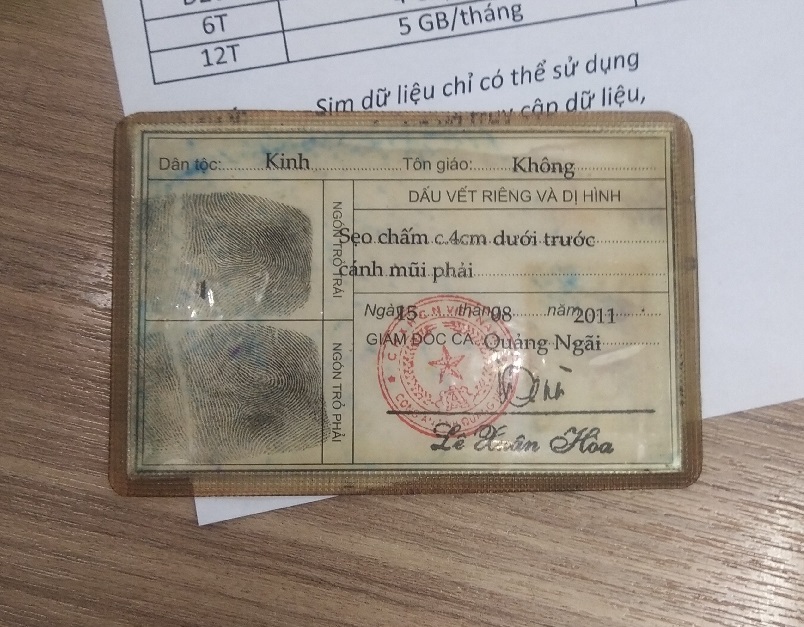 6T
5 GB/tháng
12T
Sim dữ liệu chỉ có thể sử dụng
cập dữ liệu,
Dân tộc: Kinh Tôn giáo: Không
DẤU VẾT RIÊNG VÀ DỊ HÌNH
NGÓN TRỎ TRÁI
Sẹo chấm c.4cm dưới trước
cánh mũi phải
Ngày 15 tháng 08 năm 2011
GIÁM ĐỐC CA. Quảng Ngãi
NGÓN TRỎ PHẢI
Lê Xuân Hòa